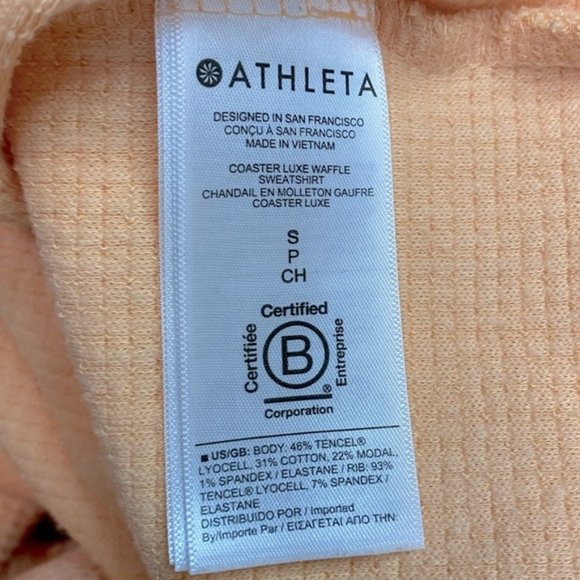 ATHLETA
DESIGNED IN SAN FRANCISCO
CONÇU À SAN FRANCISCO
MADE IN VIETNAM
COASTER LUXE WAFFLE
SWEATSHIRT
CHANDAIL EN MOLLETON GAUFRÉ
COASTER LUXE
S
P
CH
Certified
Certifiée
B
Entreprise
®
Corporation
■ US/GB: BODY: 46% TENCEL®
LYOCELL, 31% COTTON, 22% MODAL,
1% SPANDEX / ELASTANE / RIB: 93%
TENCEL® LYOCELL, 7% SPANDEX /
ELASTANE
DISTRIBUIDO POR / Imported
By/Importe Par / ΕΙΣΑΓΕΤΑΙ ΑΠΟ ΤΗΝ: